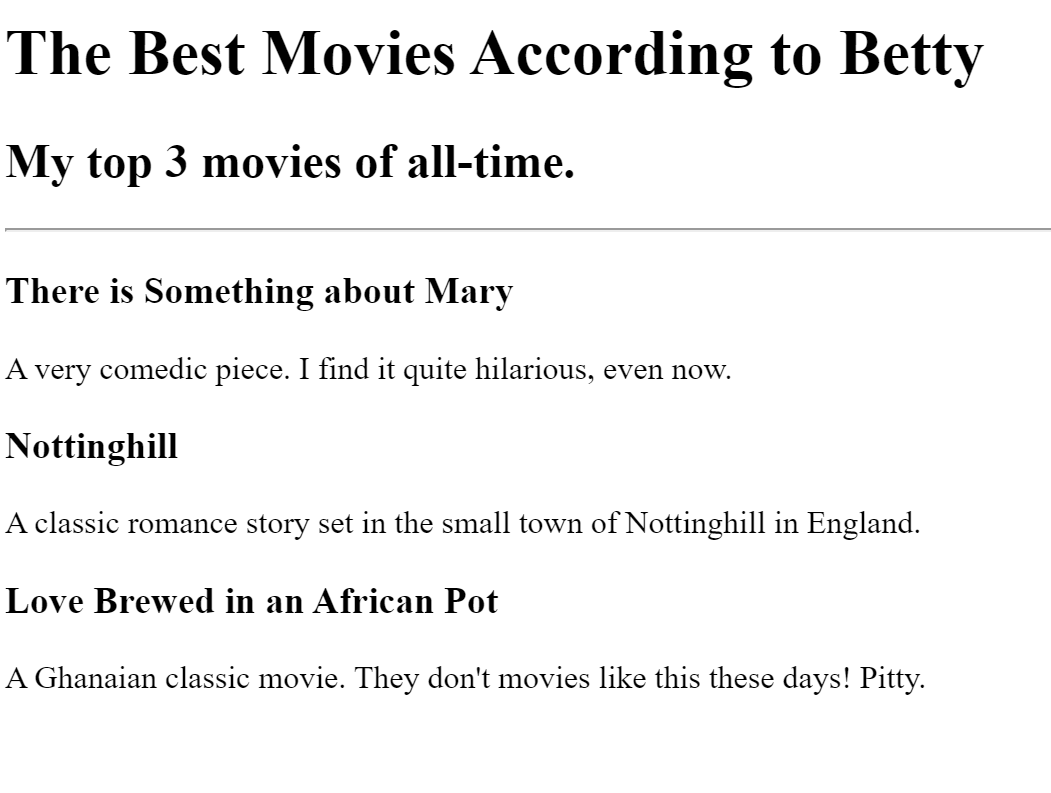 The Best Movies According to Betty
My top 3 movies of all-time.
There is Something about Mary
A very comedic piece. I find it quite hilarious, even now.
Nottinghill
A classic romance story set in the small town of Nottinghill in England.
Love Brewed in an African Pot
A Ghanaian classic movie. They don't movies like this these days! Pitty.